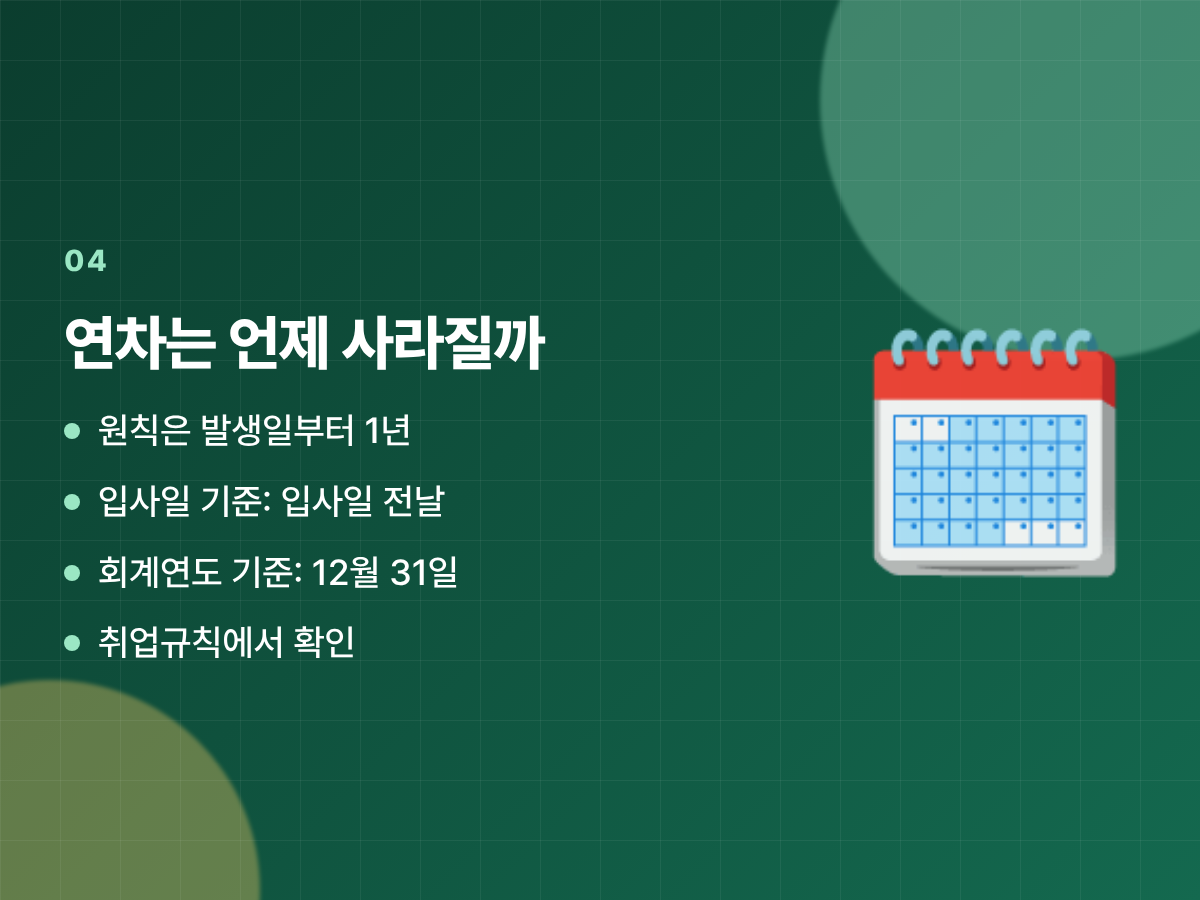 04
연차는 언제 사라질까
원칙은 발생일부터 1년
입사일 기준: 입사일 전날
회계연도 기준: 12월 31일
취업규칙에서 확인